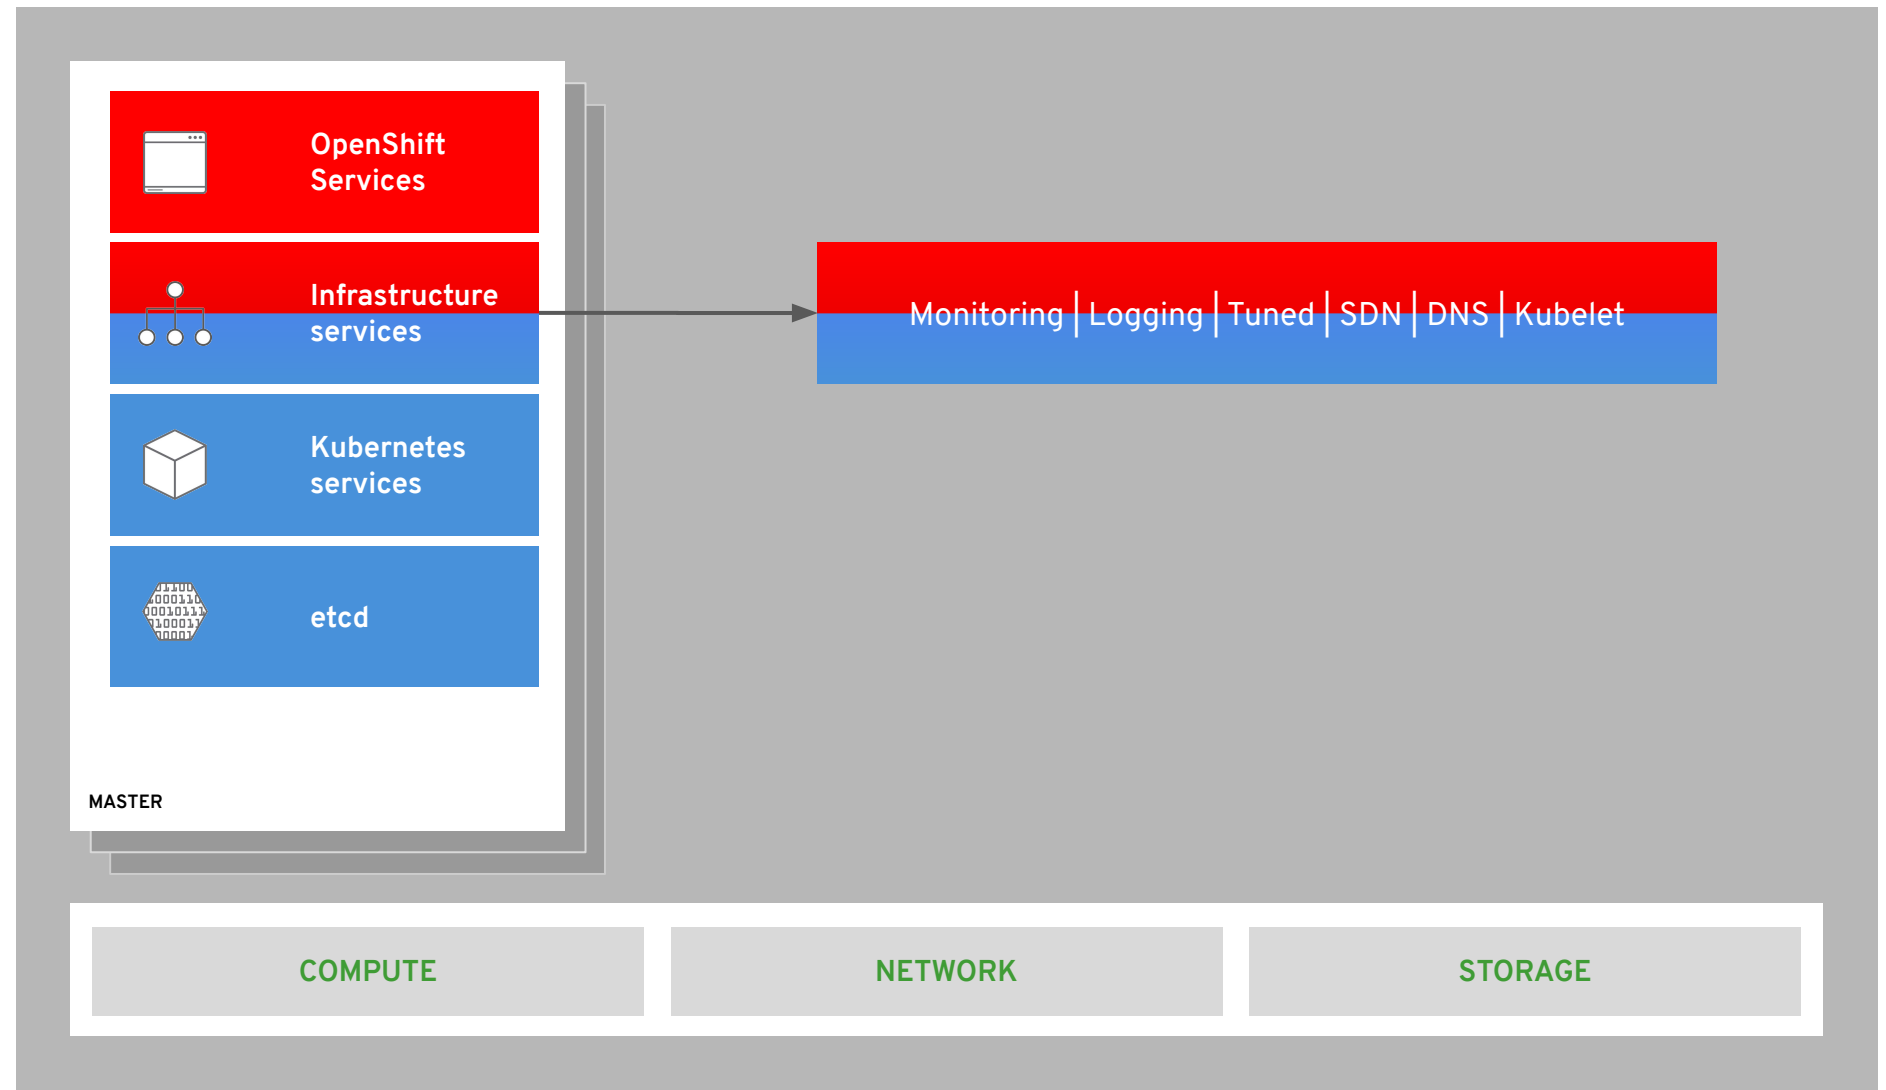 OpenShift
Services
Infrastructure
services
Monitoring | Logging | Tuned | SDN | DNS | Kubelet
Kubernetes
services
etcd
MASTER
COMPUTE
NETWORK
STORAGE